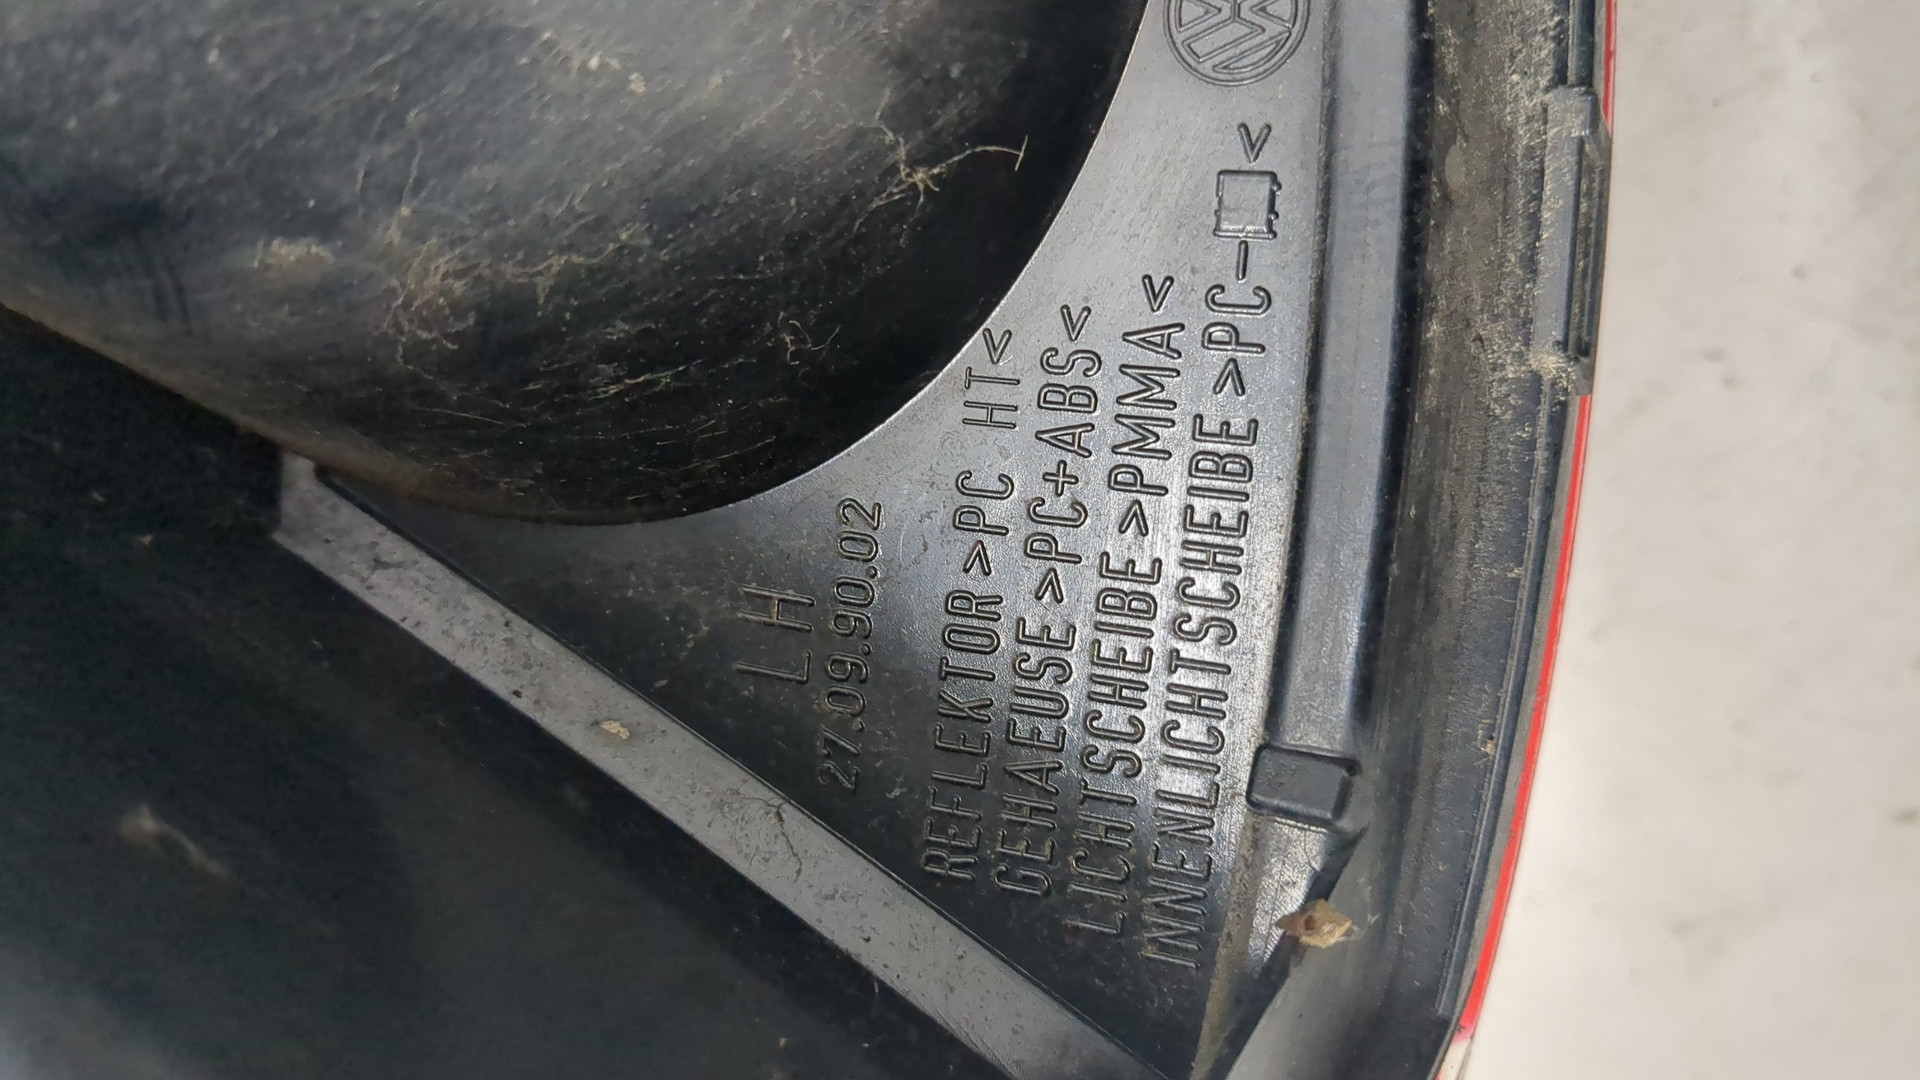 LH
27.09.90.02
REFLEKTOR >PC HT<
GEHAEUSE >PC+ABS<
LICHTSCHEIBE >PMMA<
INNENLICHTSCHEIBE >PC-<